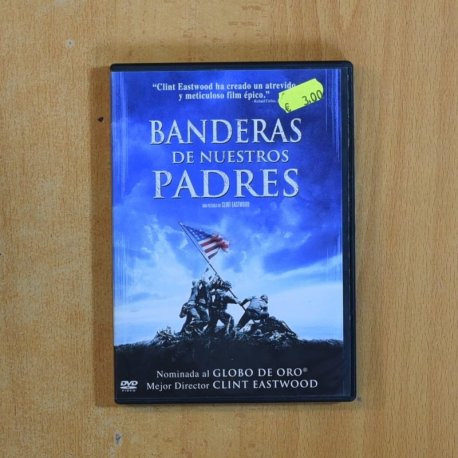 “Clint Eastwood ha creado un atrevido
y meticuloso film épico.”
€ 3,00
BANDERAS
DE NUESTROS
PADRES
UNA PELÍCULA DE CLINT EASTWOOD
Nominada al GLOBO DE ORO®
Mejor Director CLINT EASTWOOD
DVD
VIDEO